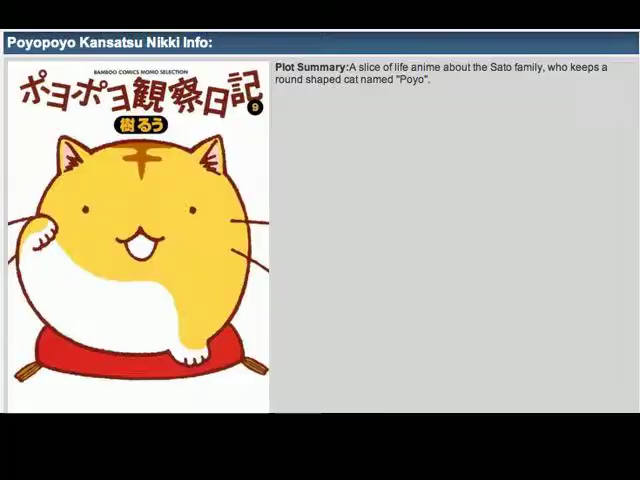 Poyopoyo Kansatsu Nikki Info:
BAMBOO COMICS MOMO SELECTION
ポヨポヨ観察日記
9
樹るう
Plot Summary:A slice of life anime about the Sato family, who keeps a
round shaped cat named "Poyo".